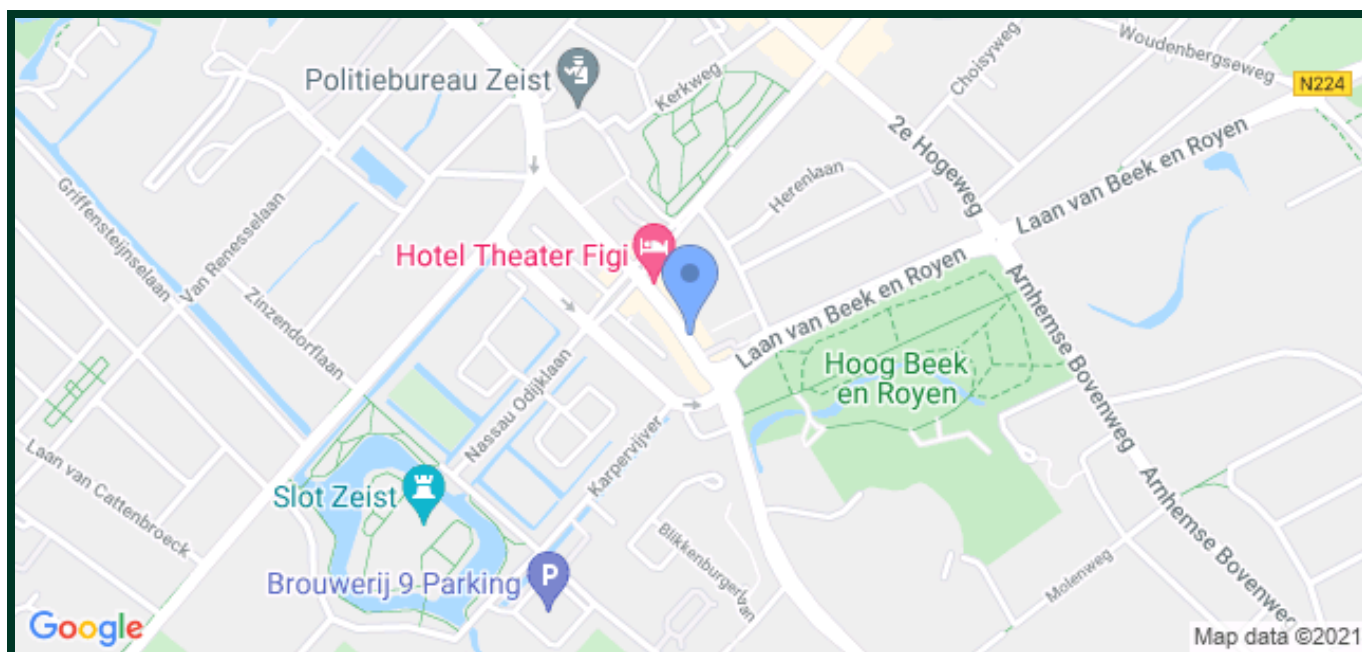 Woudenbergseweg
Choisyweg
Politiebureau Zeist
Kerkweg
N224
2e Hogeweg
Laan van Beek en Royen
Herenlaan
Griffensteijnselaan
Van Renesselaan
Hotel Theater Figi
Laan van Beek en Royen
Arnhemse Bovenweg
Zinzendorflaan
Hoog Beek
en Royen
Nassau Odijklaan
Karpervijver
Laan van Cattenbroeck
Slot Zeist
Arnhemse Bovenweg
Blikkenburgerlvan
Brouwerij 9 Parking
P
Molenweg
Google
Map data ©2021